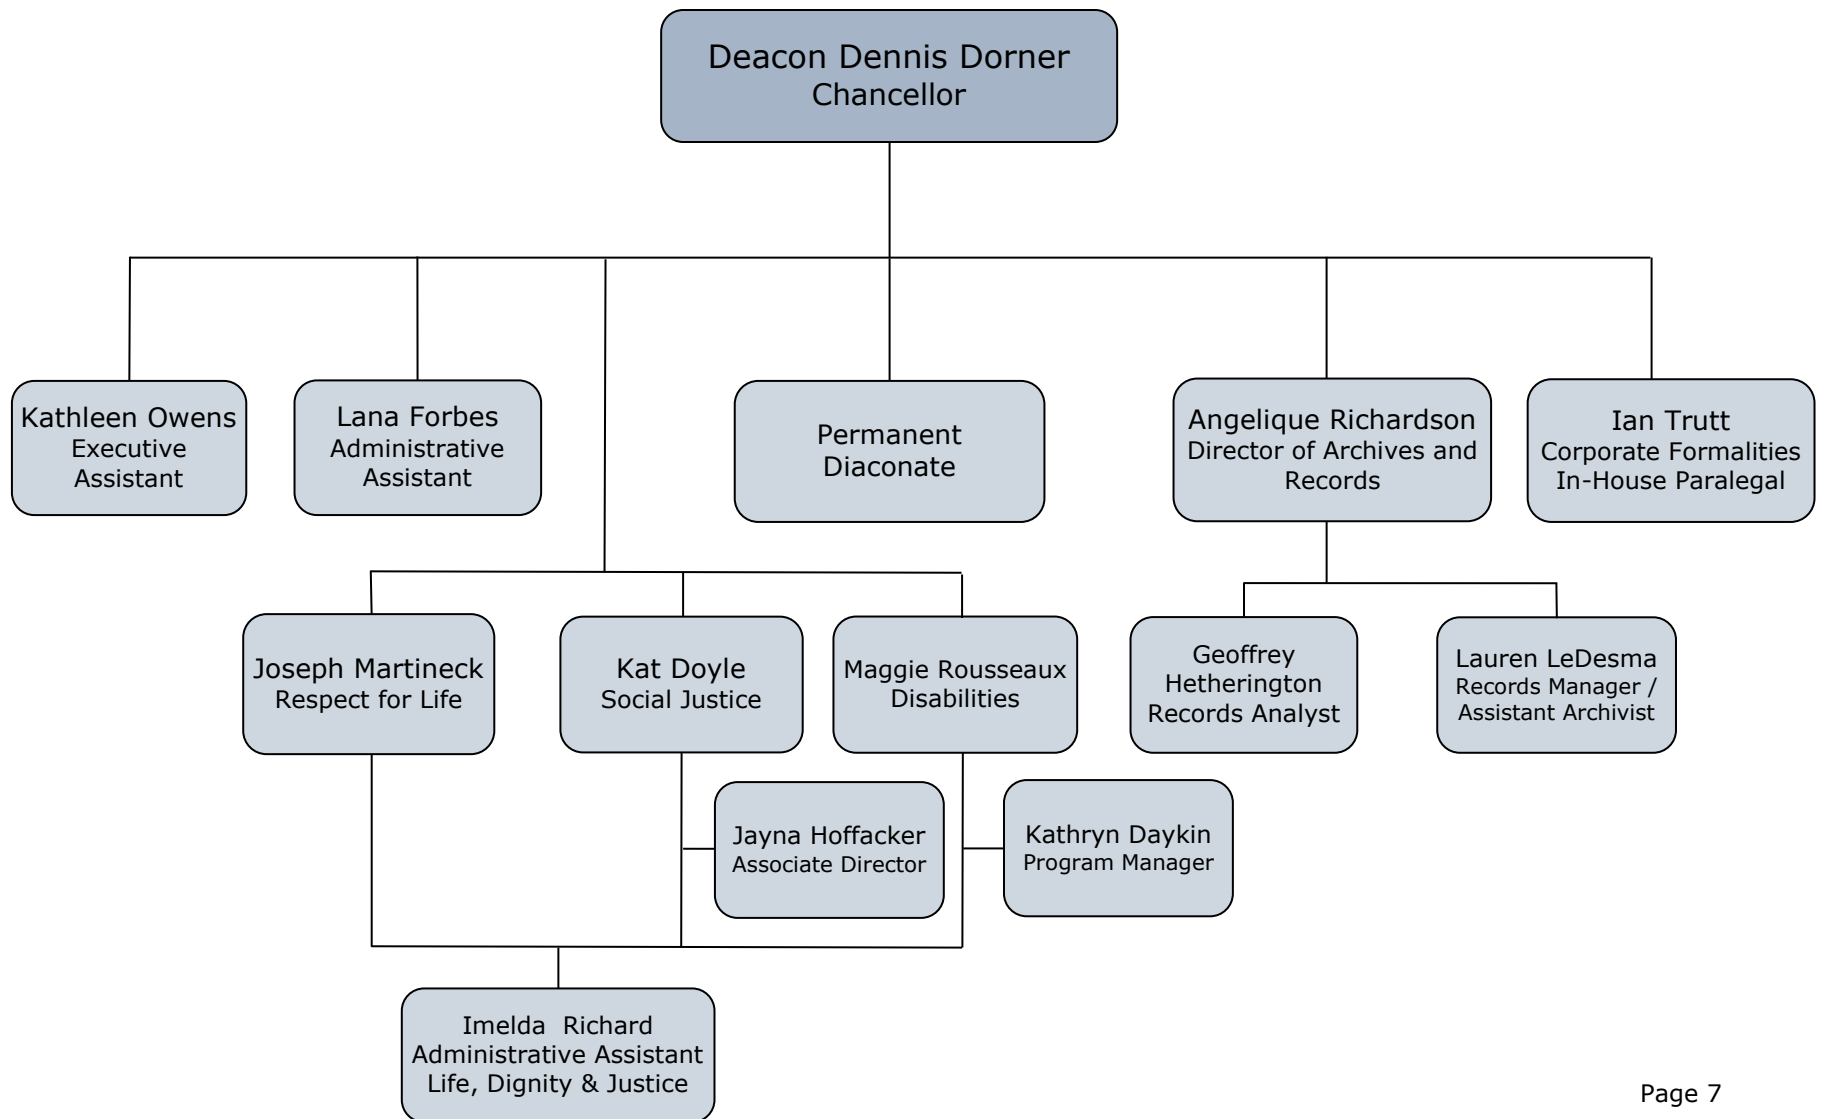 Deacon Dennis Dorner
Chancellor
Kathleen Owens
Executive
Assistant
Lana Forbes
Administrative
Assistant
Permanent
Diaconate
Angelique Richardson
Director of Archives and
Records
Ian Trutt
Corporate Formalities
In-House Paralegal
Joseph Martineck
Respect for Life
Kat Doyle
Social Justice
Maggie Rousseaux
Disabilities
Geoffrey
Hetherington
Records Analyst
Lauren LeDesma
Records Manager /
Assistant Archivist
Jayna Hoffacker
Associate Director
Kathryn Daykin
Program Manager
Imelda  Richard
Administrative Assistant
Life, Dignity & Justice
Page 7